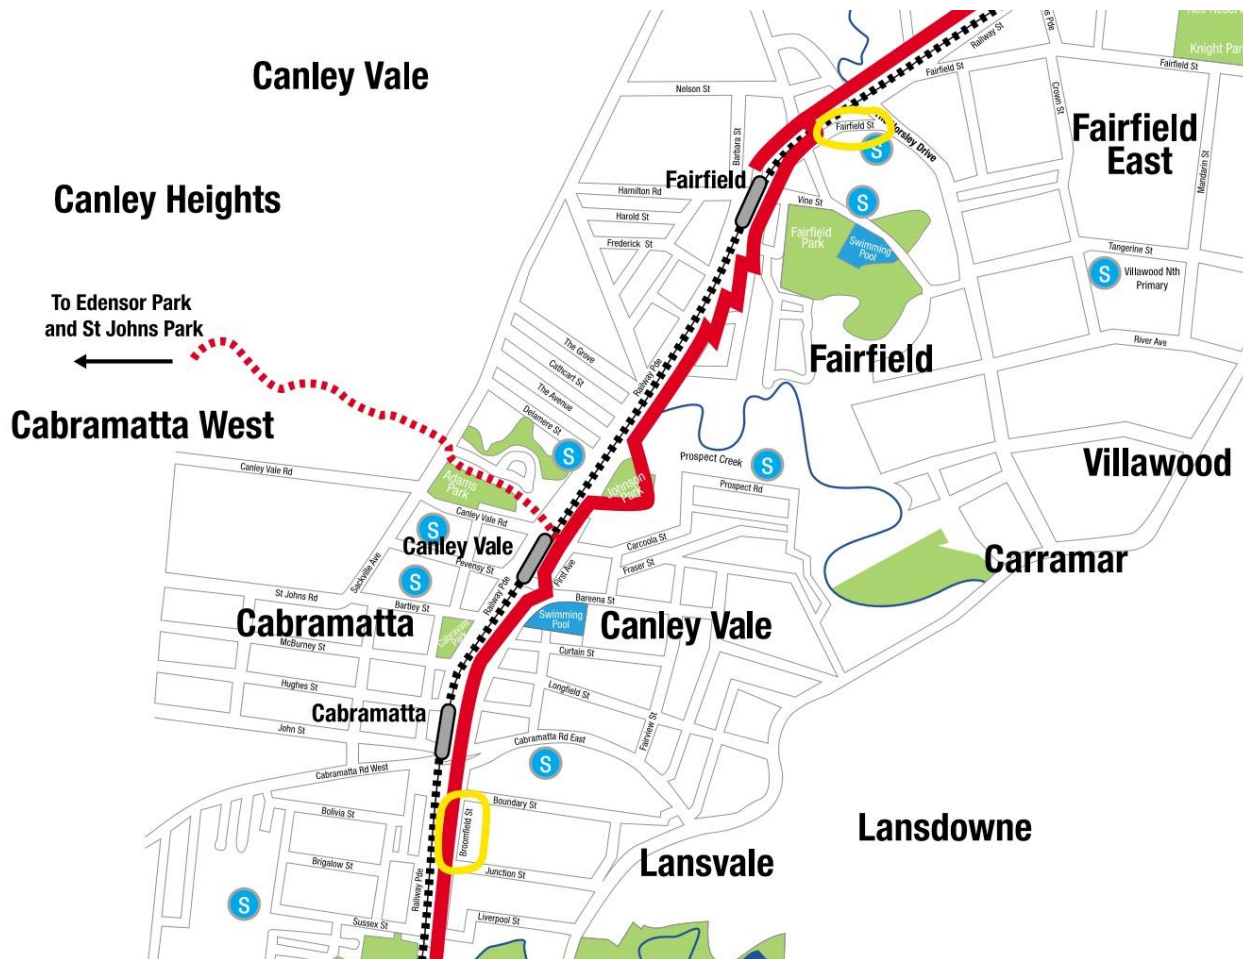 Knight Park
Fairfield St
Railway St
Fairfield St
Crown St
Mandarin St
Canley Vale
Nelson St
Barbara St
Fairfield St
Horsley Drive
Fairfield
East
S
Canley Heights
Fairfield
Hamilton Rd
Harold St
Frederick St
Vine St
S
Fairfield
Park
Swimming
Pool
Tangerine St
S
Villawood Nth
Primary
To Edensor Park
and St Johns Park
River Ave
The Grove
Cathcart St
The Avenue
Delamere St
Railway Pde
Fairfield
Cabramatta West
S
Canley Vale Rd
Adams
Park
Johnson
Park
Prospect Creek
S
Prospect Rd
Villawood
Canley Vale Rd
S
Canley Vale
Pevensy St
Sackville Ave
Railway Pde
First Ave
Carcoola St
Fraser St
Carramar
S
St Johns Rd
Bartley St
Bareena St
Cabramatta
Cabravale
Park
Swimming
Pool
Canley Vale
McBurney St
Curtain St
Hughes St
Longfield St
Cabramatta
John St
Fairview St
Cabramatta Rd East
S
Cabramatta Rd West
Bolivia St
Boundary St
Broomfield St
Lansdowne
Brigalow St
Junction St
Lansvale
Railway Pde
S
Sussex St
Liverpool St